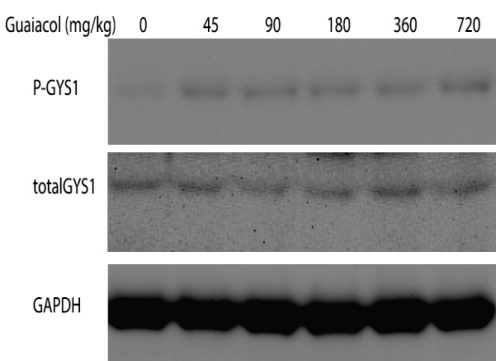 Guaiacol (mg/kg) 0 45 90 180 360 720
P-GYS1
totalGYS1
GAPDH